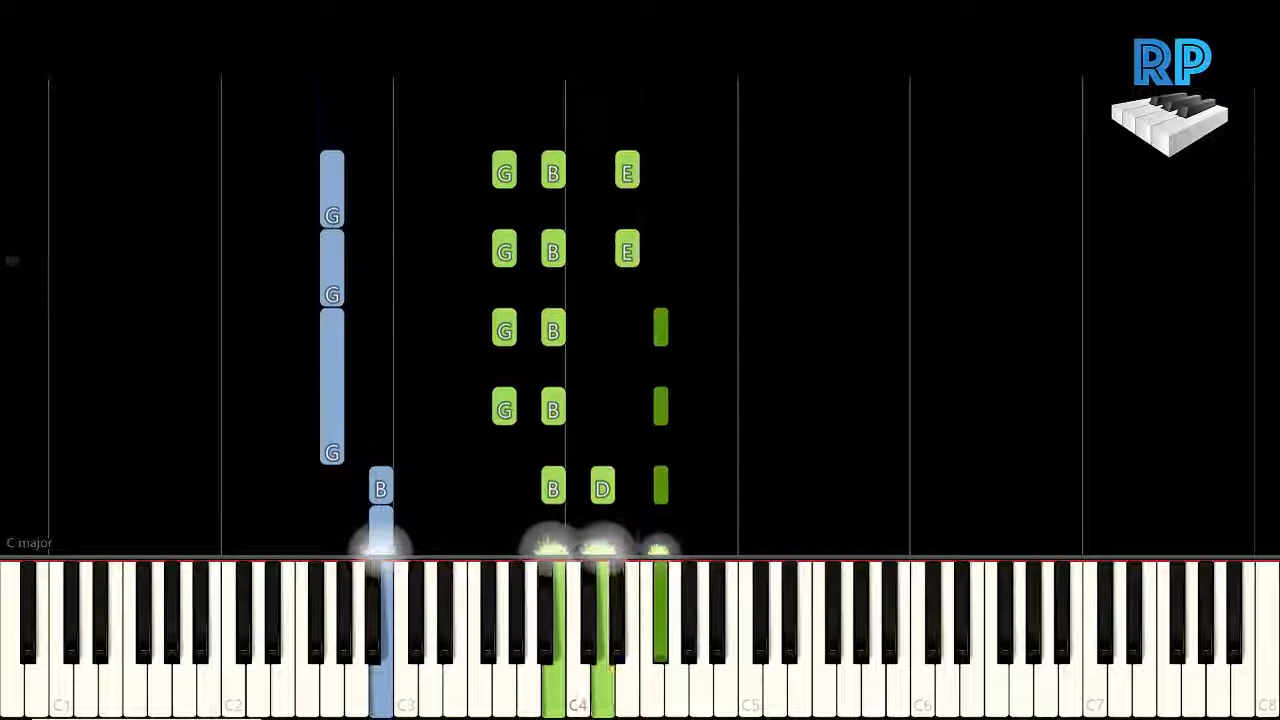 RP
G B E
G
G B E
G
G B
G B
G
B B D
C major
C1 C2 C3 C4 C5 C6 C7 C8